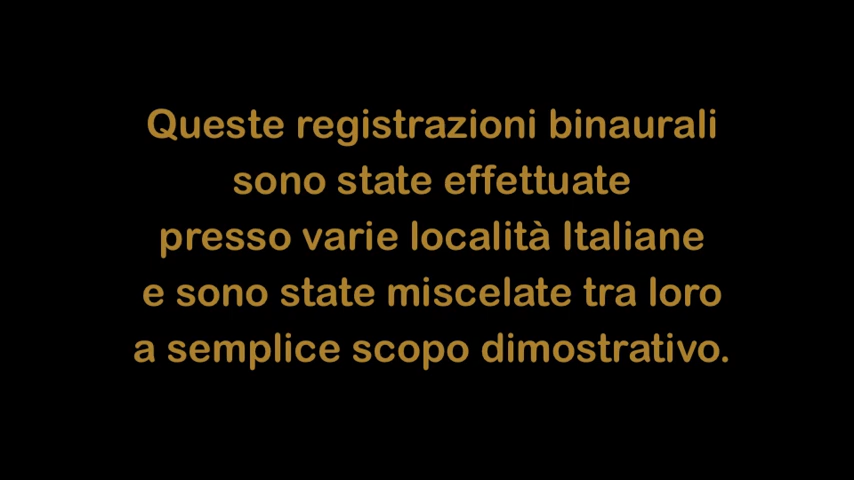 Queste registrazioni binaurali
sono state effettuate
presso varie località Italiane
e sono state miscelate tra loro
a semplice scopo dimostrativo.